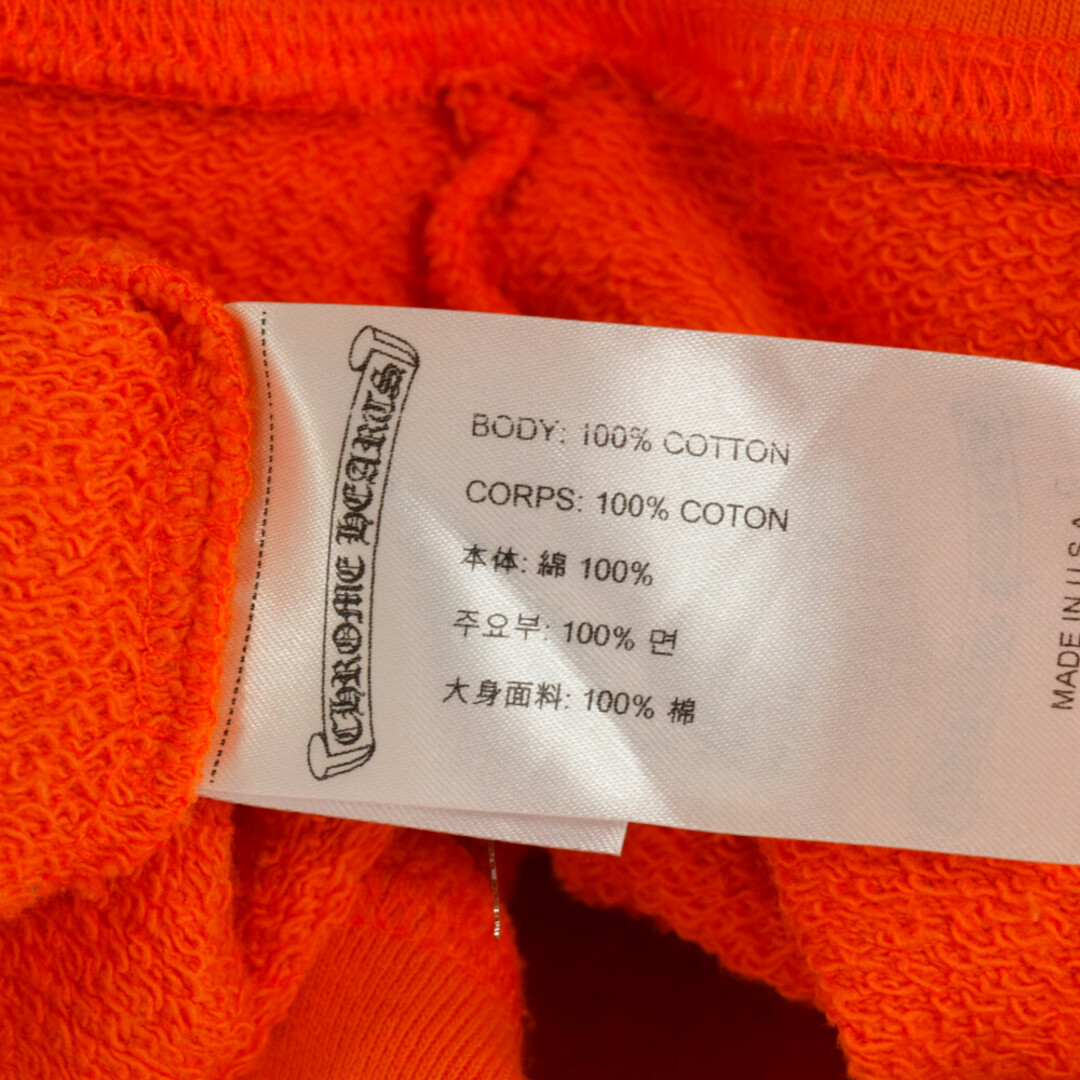 CHROME HEARTS
BODY: 100% COTTON
CORPS: 100% COTON
本体: 綿 100%
주요부: 100% 면
大身面料: 100% 棉
MADE IN U.S.A